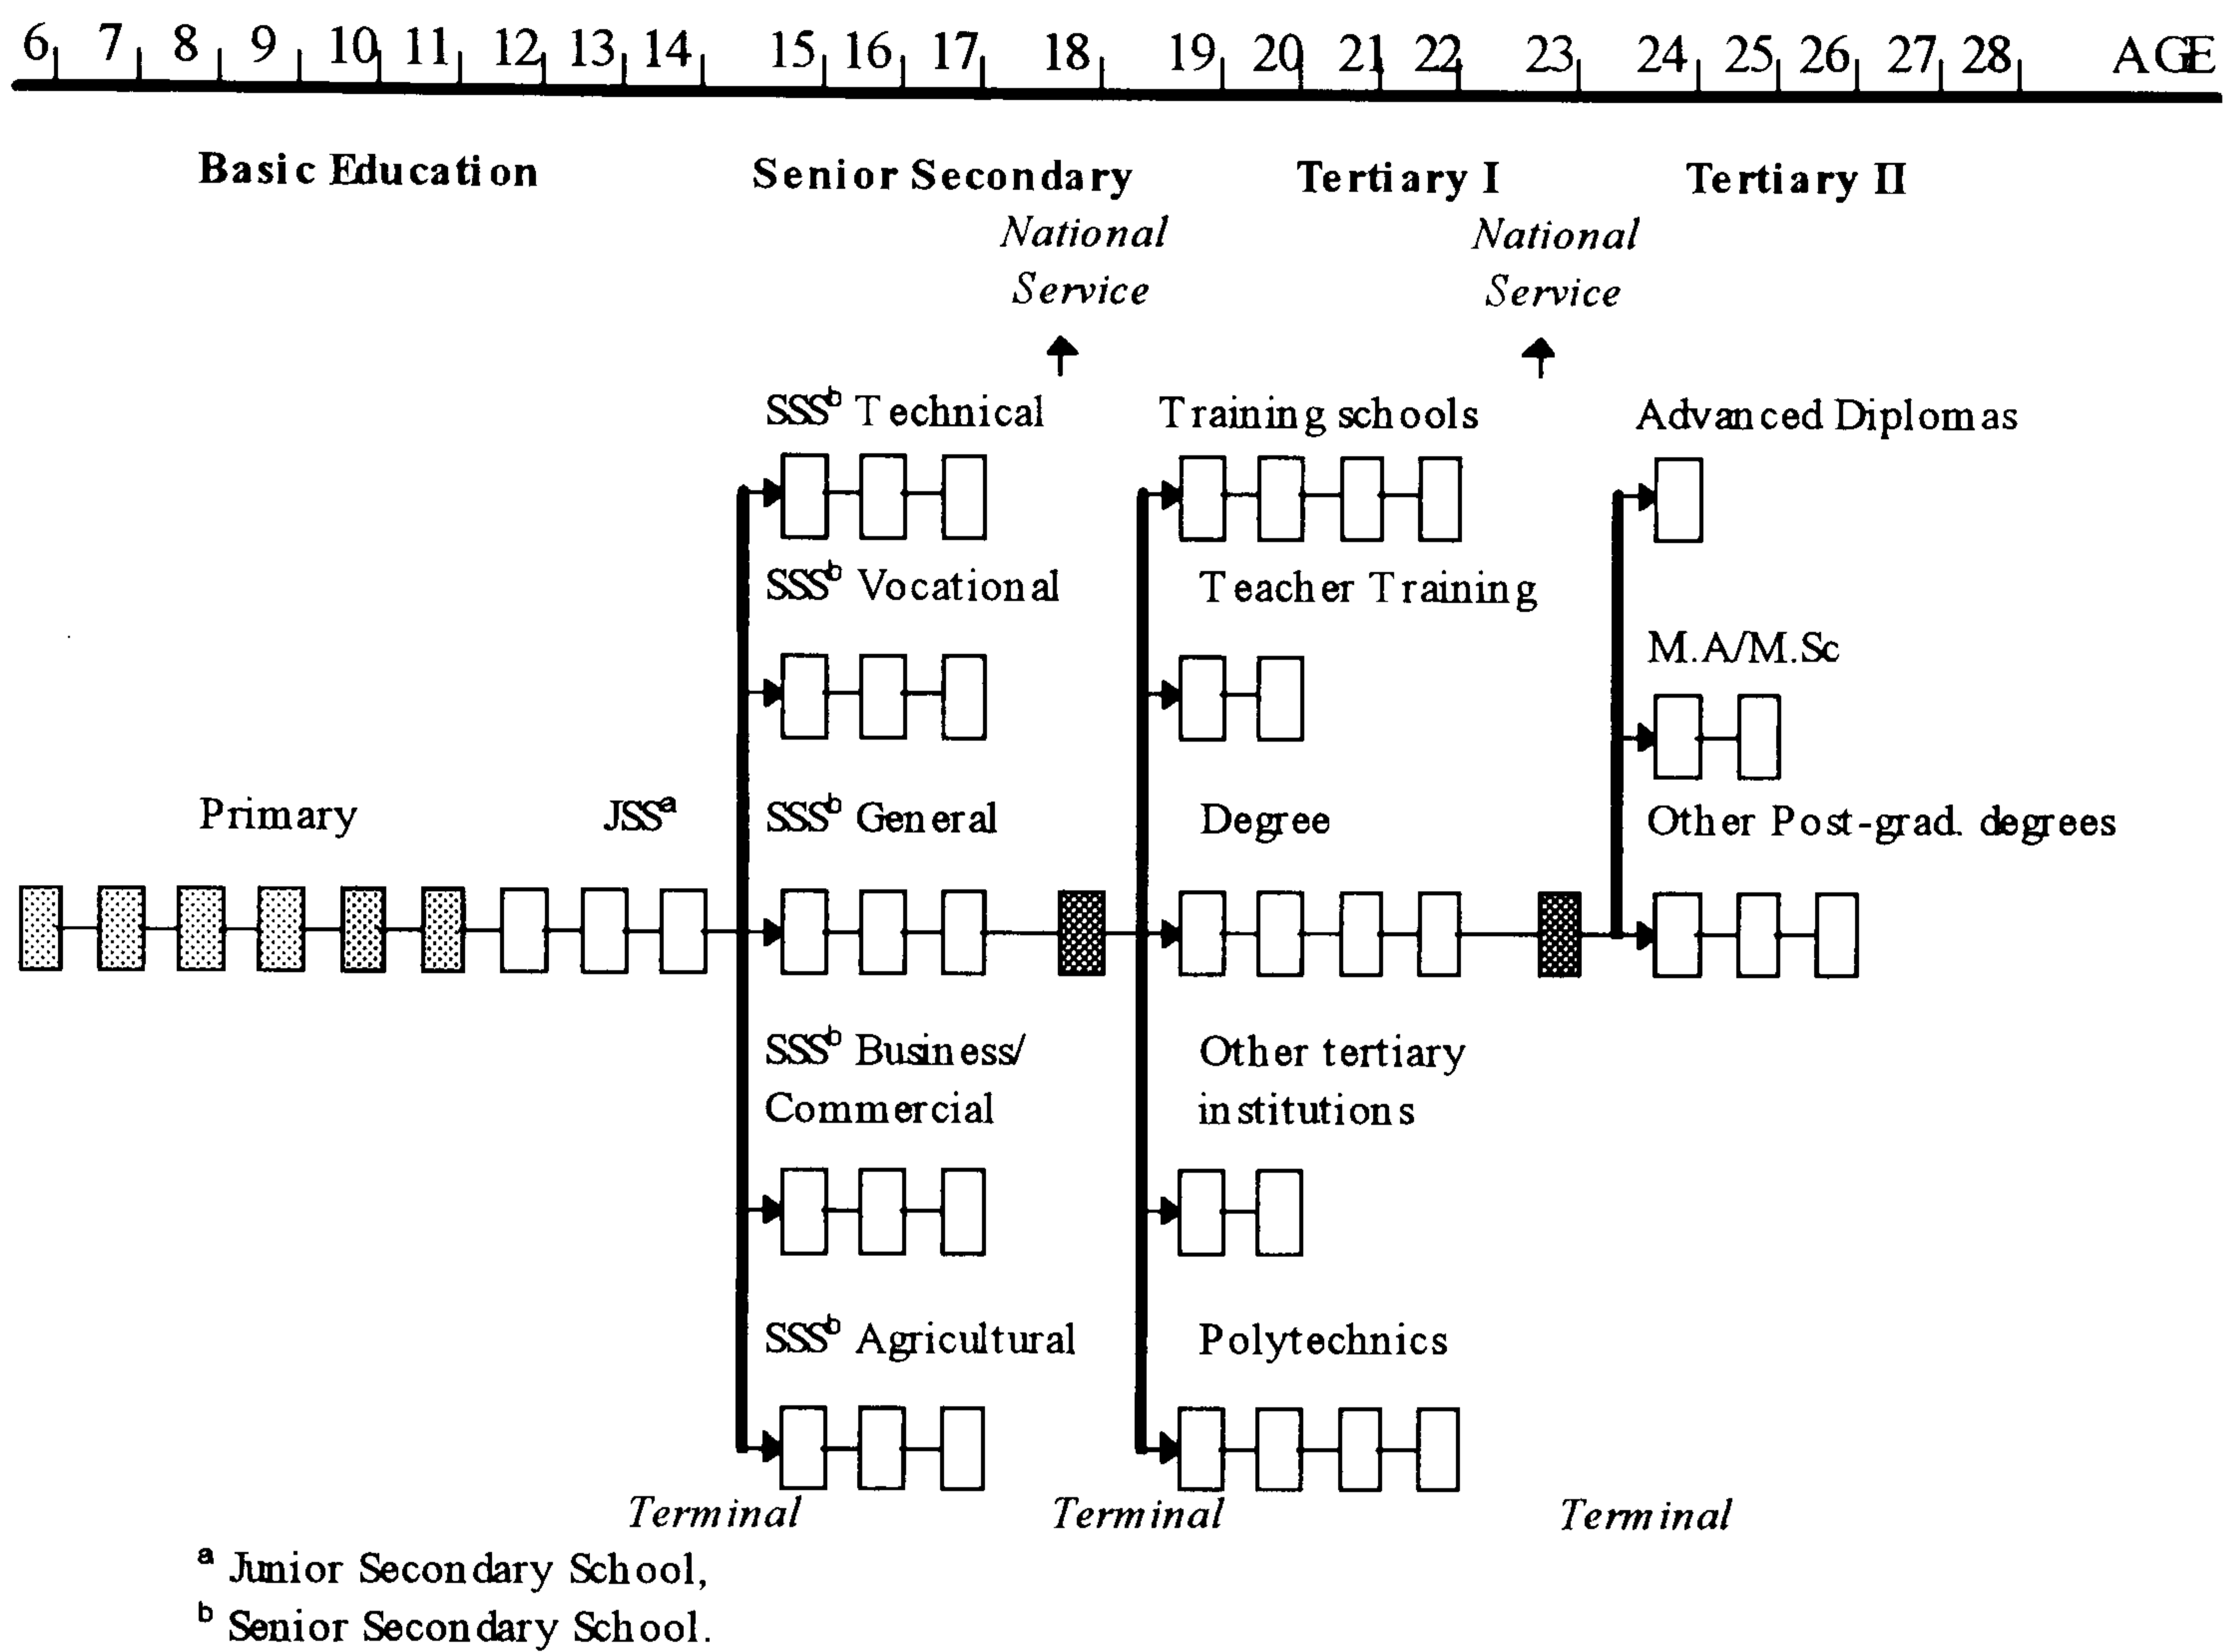 6 7 8 9 10 11 12 13 14 15 16 17 18 19 20 21 22 23 24 25 26 27 28 AGE
Basic Education Senior Secondary Tertiary I Tertiary II
National National
Service Service
SSSᵇ Technical Training schools Advanced Diplomas
SSSᵇ Vocational Teacher Training
M.A/M.Sc
Primary JSSᵃ SSSᵇ General Degree Other Post-grad. degrees
SSSᵇ Business/ Other tertiary
Commercial institutions
SSSᵇ Agricultural Polytechnics
Terminal Terminal Terminal
ᵃ Junior Secondary School,
ᵇ Senior Secondary School.